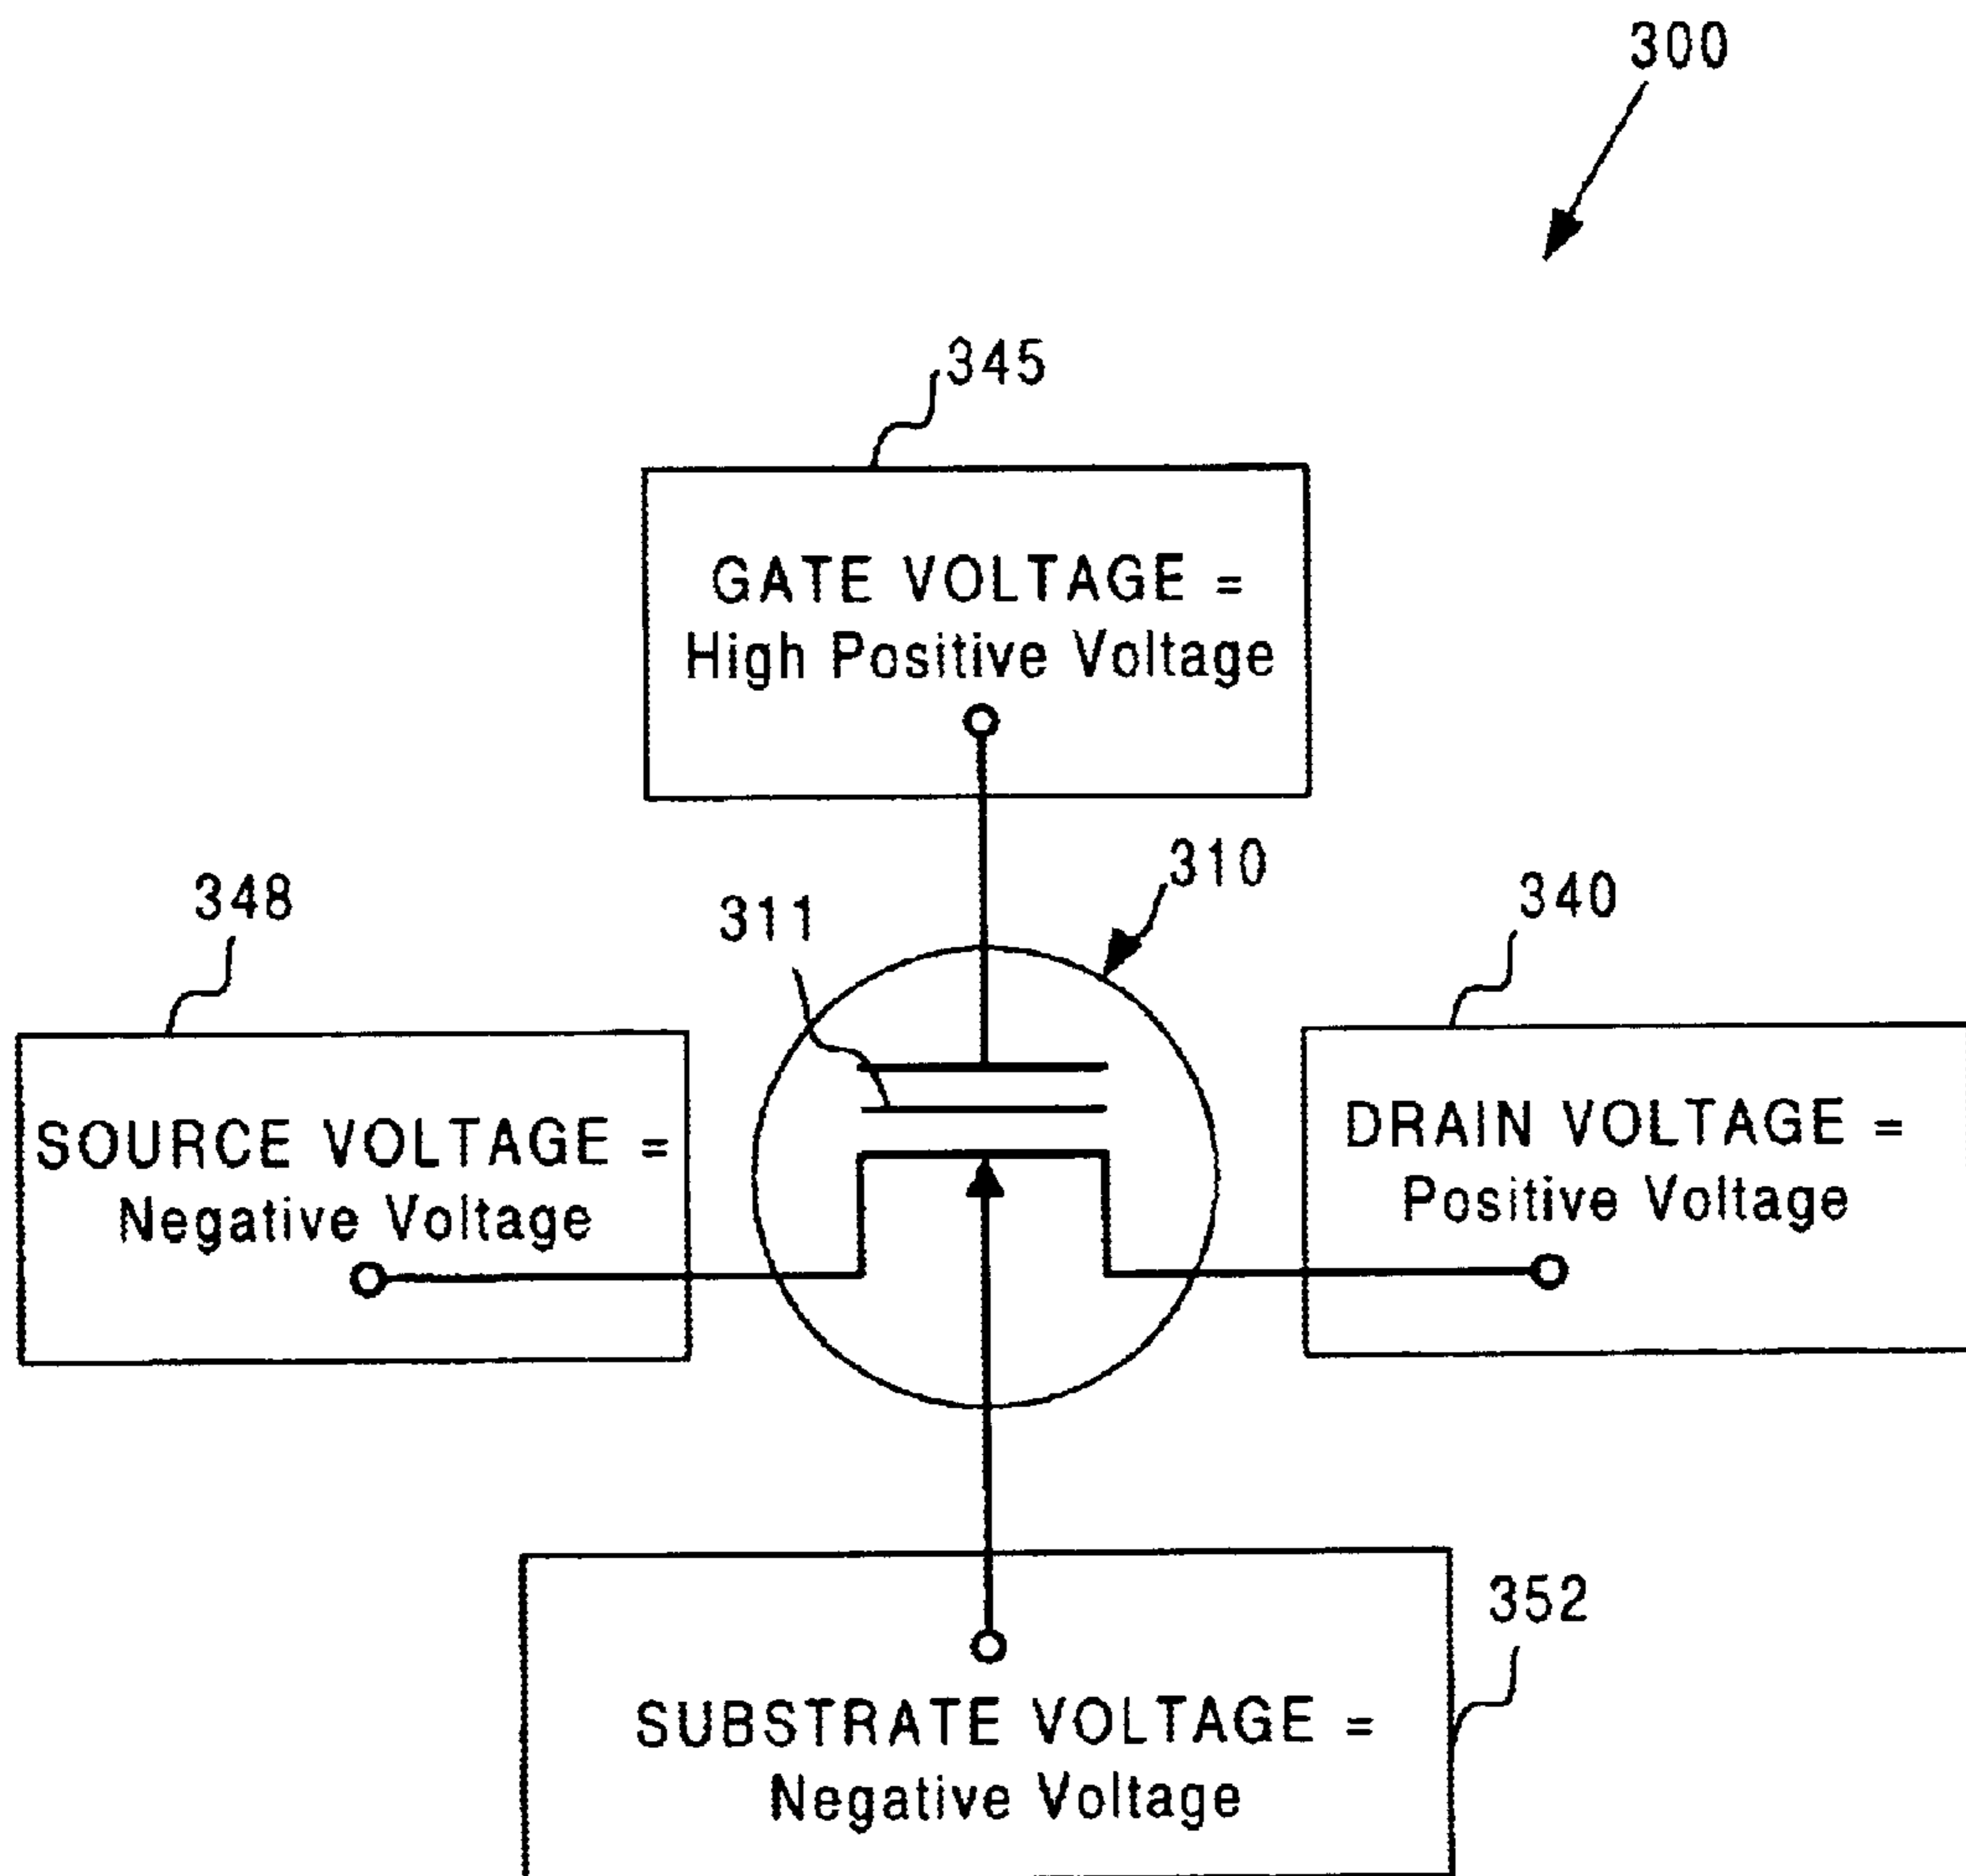 300
345
GATE VOLTAGE =
High Positive Voltage
310
348
311
340
SOURCE VOLTAGE =
Negative Voltage
DRAIN VOLTAGE =
Positive Voltage
352
SUBSTRATE VOLTAGE =
Negative Voltage